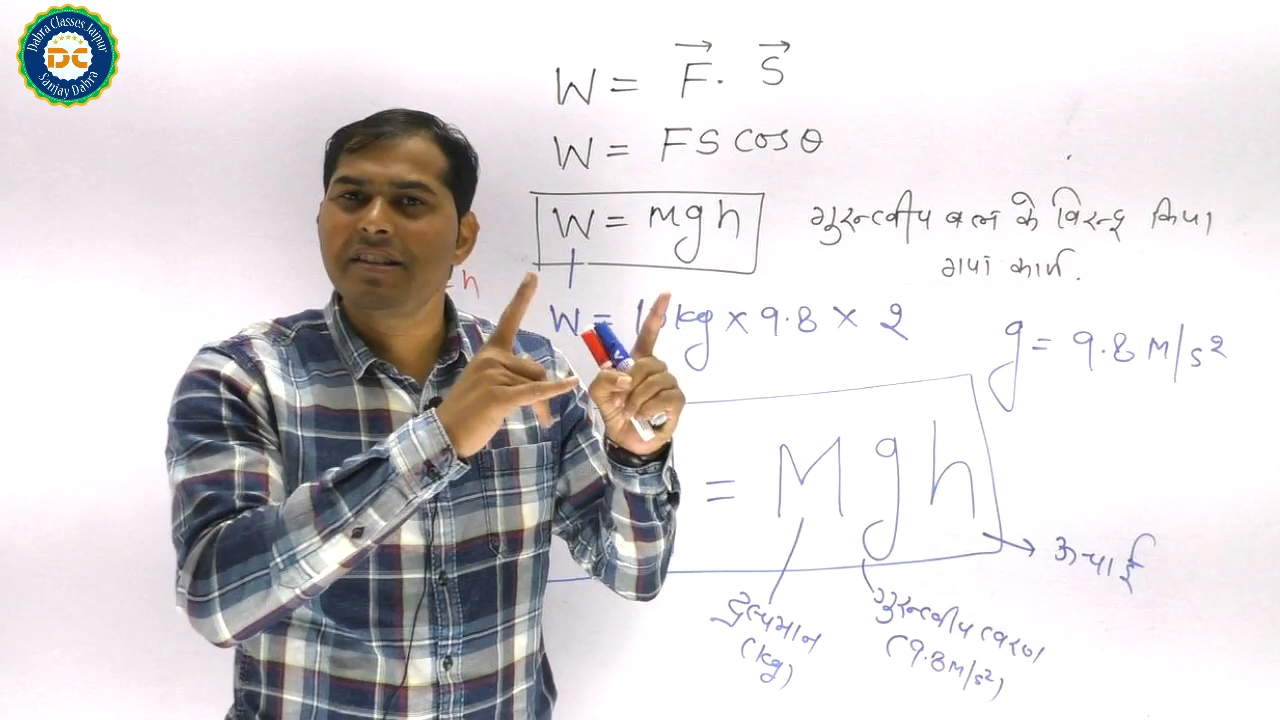 Dabra Classes Jaipur
DC
Sanjay Dabra
W = F. S
W = FS cosθ
W = mgh
गुरुत्वीय बल के विरुद्ध किया
गया कार्य.
= h
W = kg × 9.8 × 2
g = 9.8 M/s²
= Mgh
ऊचाई
द्रव्यमान
(kg)
गुरुत्वीय त्वरण
(9.8 M/s²)